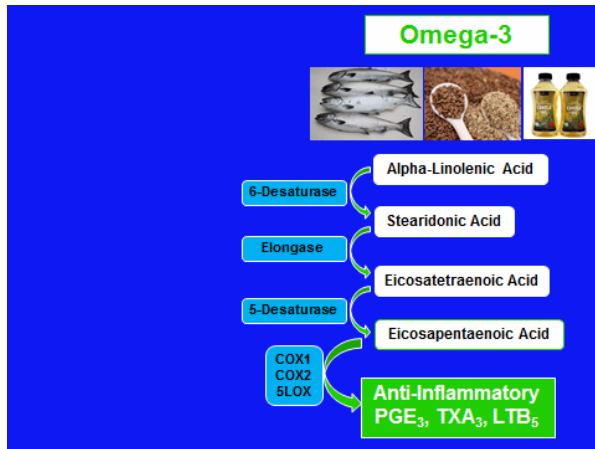 Omega-3
Alpha-Linolenic Acid
6-Desaturase
Stearidonic Acid
Elongase
Eicosatetraenoic Acid
5-Desaturase
Eicosapentaenoic Acid
COX1
COX2
5LOX
Anti-Inflammatory
PGE₃, TXA₃, LTB₅